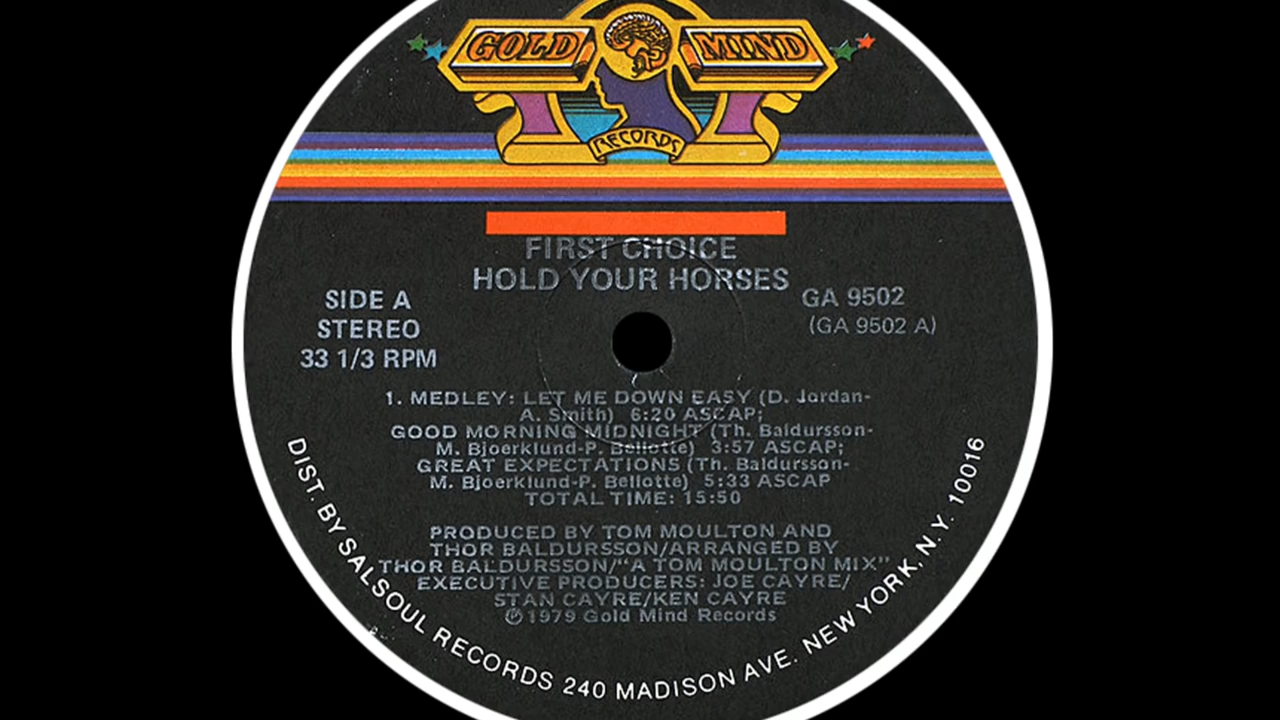 GOLD MIND
RECORDS
FIRST CHOICE
HOLD YOUR HORSES
SIDE A
STEREO
33 1/3 RPM
GA 9502
(GA 9502 A)
1. MEDLEY: LET ME DOWN EASY (D. Jordan-
A. Smith) 6:20 ASCAP;
GOOD MORNING MIDNIGHT (Th. Baldursson-
M. Bjoerklund-P. Bellotte) 3:57 ASCAP;
GREAT EXPECTATIONS (Th. Baldursson-
M. Bjoerklund-P. Bellotte) 5:33 ASCAP
TOTAL TIME: 15:50
PRODUCED BY TOM MOULTON AND
THOR BALDURSSON/ARRANGED BY
THOR BALDURSSON/“A TOM MOULTON MIX”
EXECUTIVE PRODUCERS: JOE CAYRE/
STAN CAYRE/KEN CAYRE
℗1979 Gold Mind Records
DIST. BY SALSOUL RECORDS 240 MADISON AVE. NEW YORK, N.Y. 10016